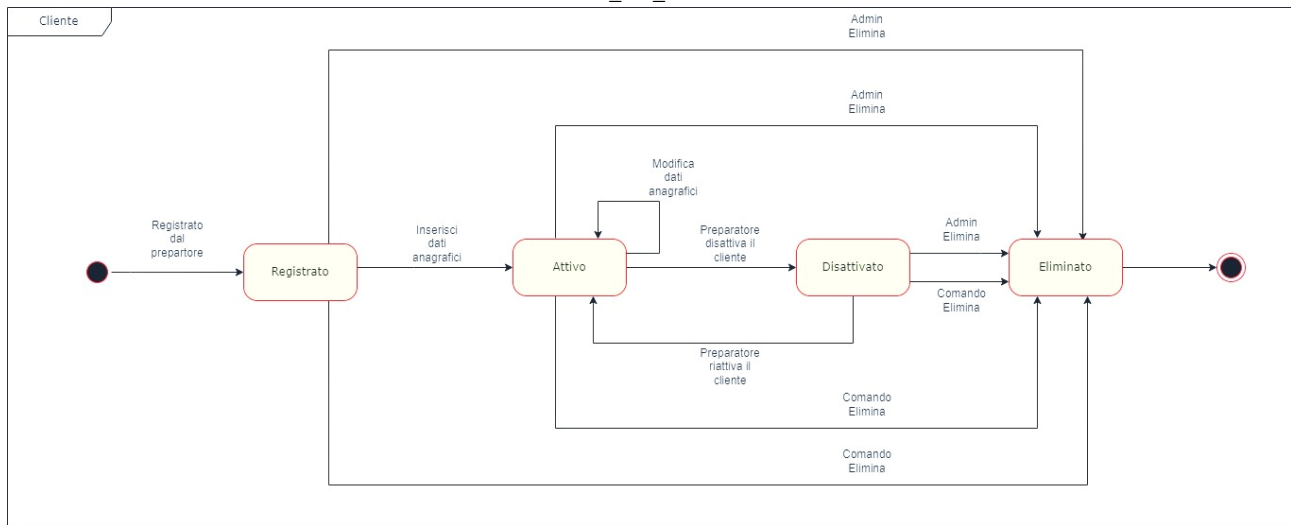 Cliente
Admin
Elimina
Admin
Elimina
Modifica
dati
anagrafici
Registrato
dal
prepartore
Inserisci
dati
anagrafici
Preparatore
disattiva il
cliente
Admin
Elimina
Registrato
Attivo
Disattivato
Eliminato
Comando
Elimina
Preparatore
riattiva il
cliente
Comando
Elimina
Comando
Elimina